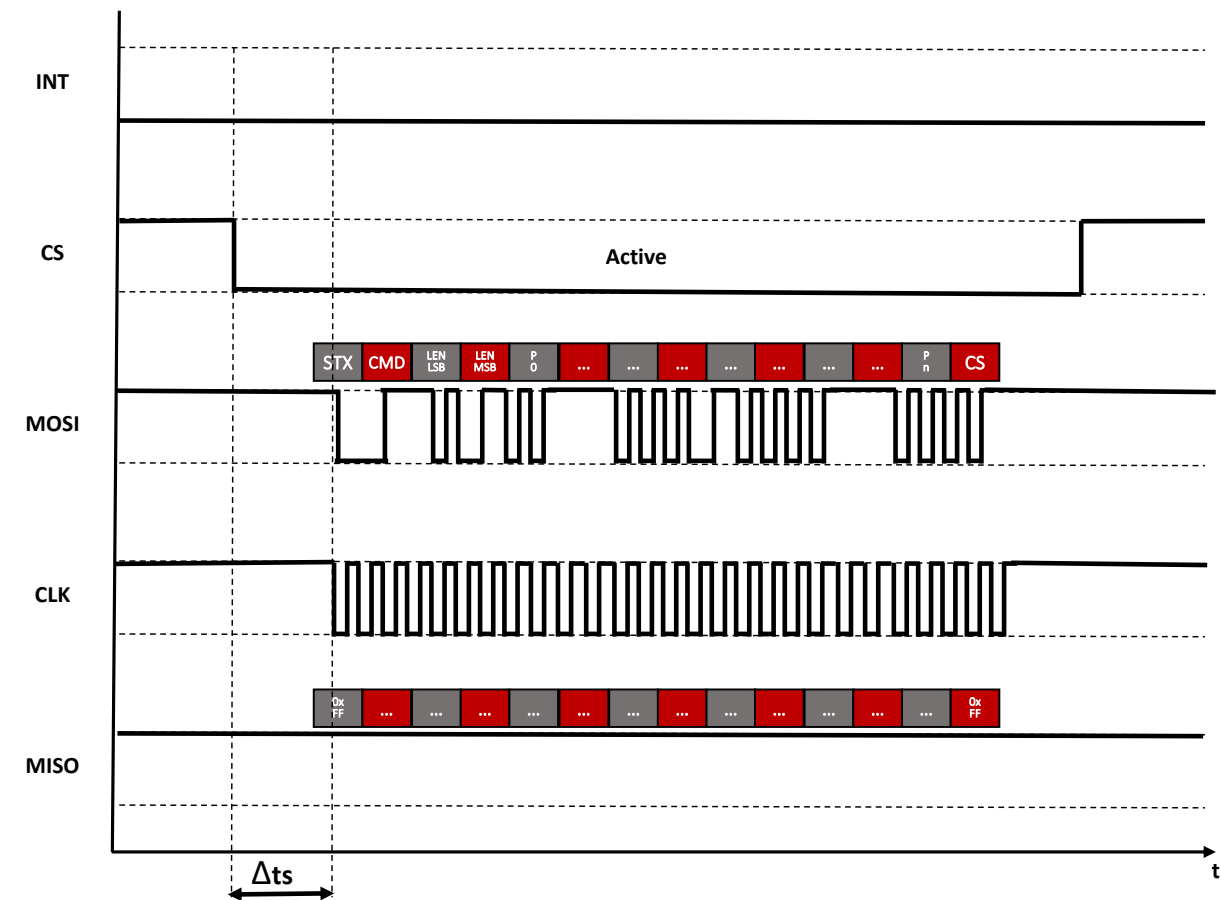 INT
CS
Active
STX CMD LEN LSB LEN MSB P 0 ... ... ... ... ... ... ... P n CS
MOSI
CLK
0x FF ... ... ... ... ... ... ... ... ... ... ... ... 0x FF
MISO
t
Δts